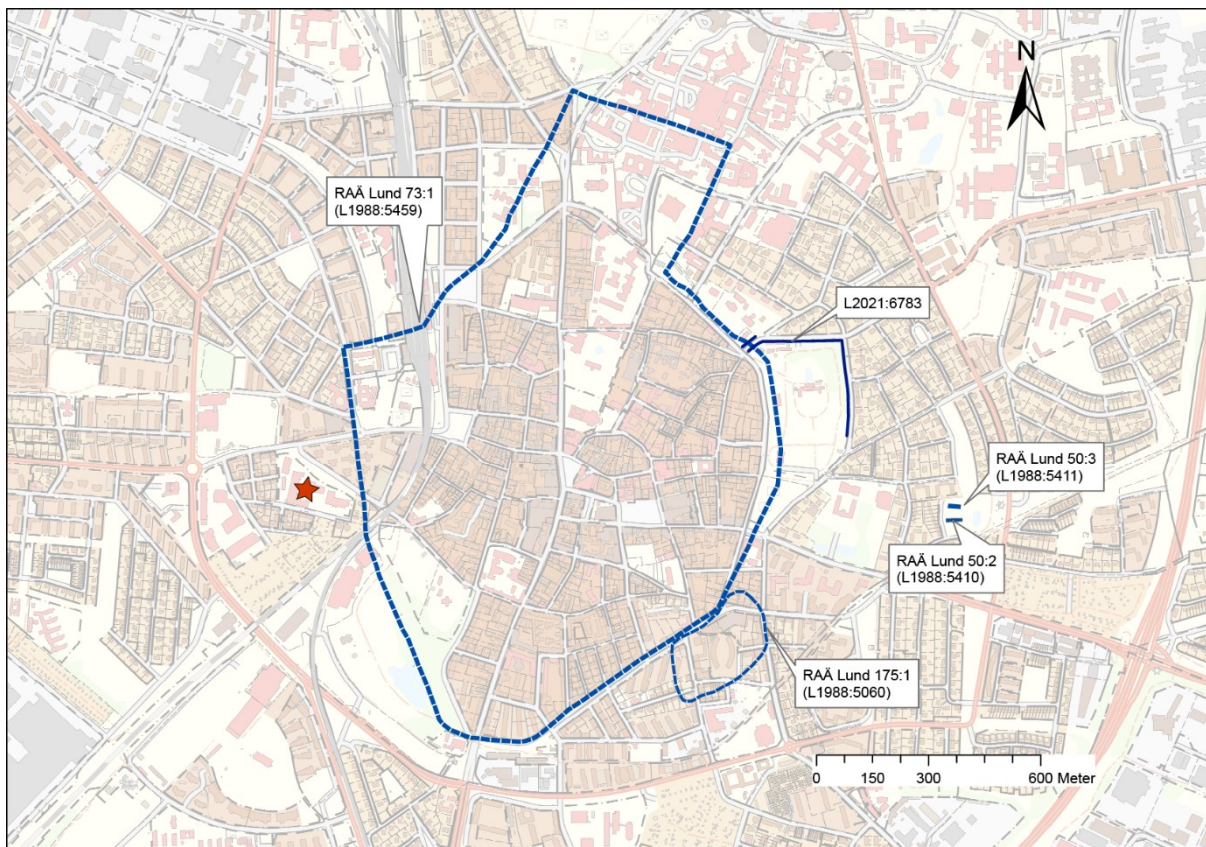 N
RAÄ Lund 73:1
(L1988:5459)
L2021:6783
RAÄ Lund 50:3
(L1988:5411)
RAÄ Lund 50:2
(L1988:5410)
RAÄ Lund 175:1
(L1988:5060)
0 150 300 600 Meter